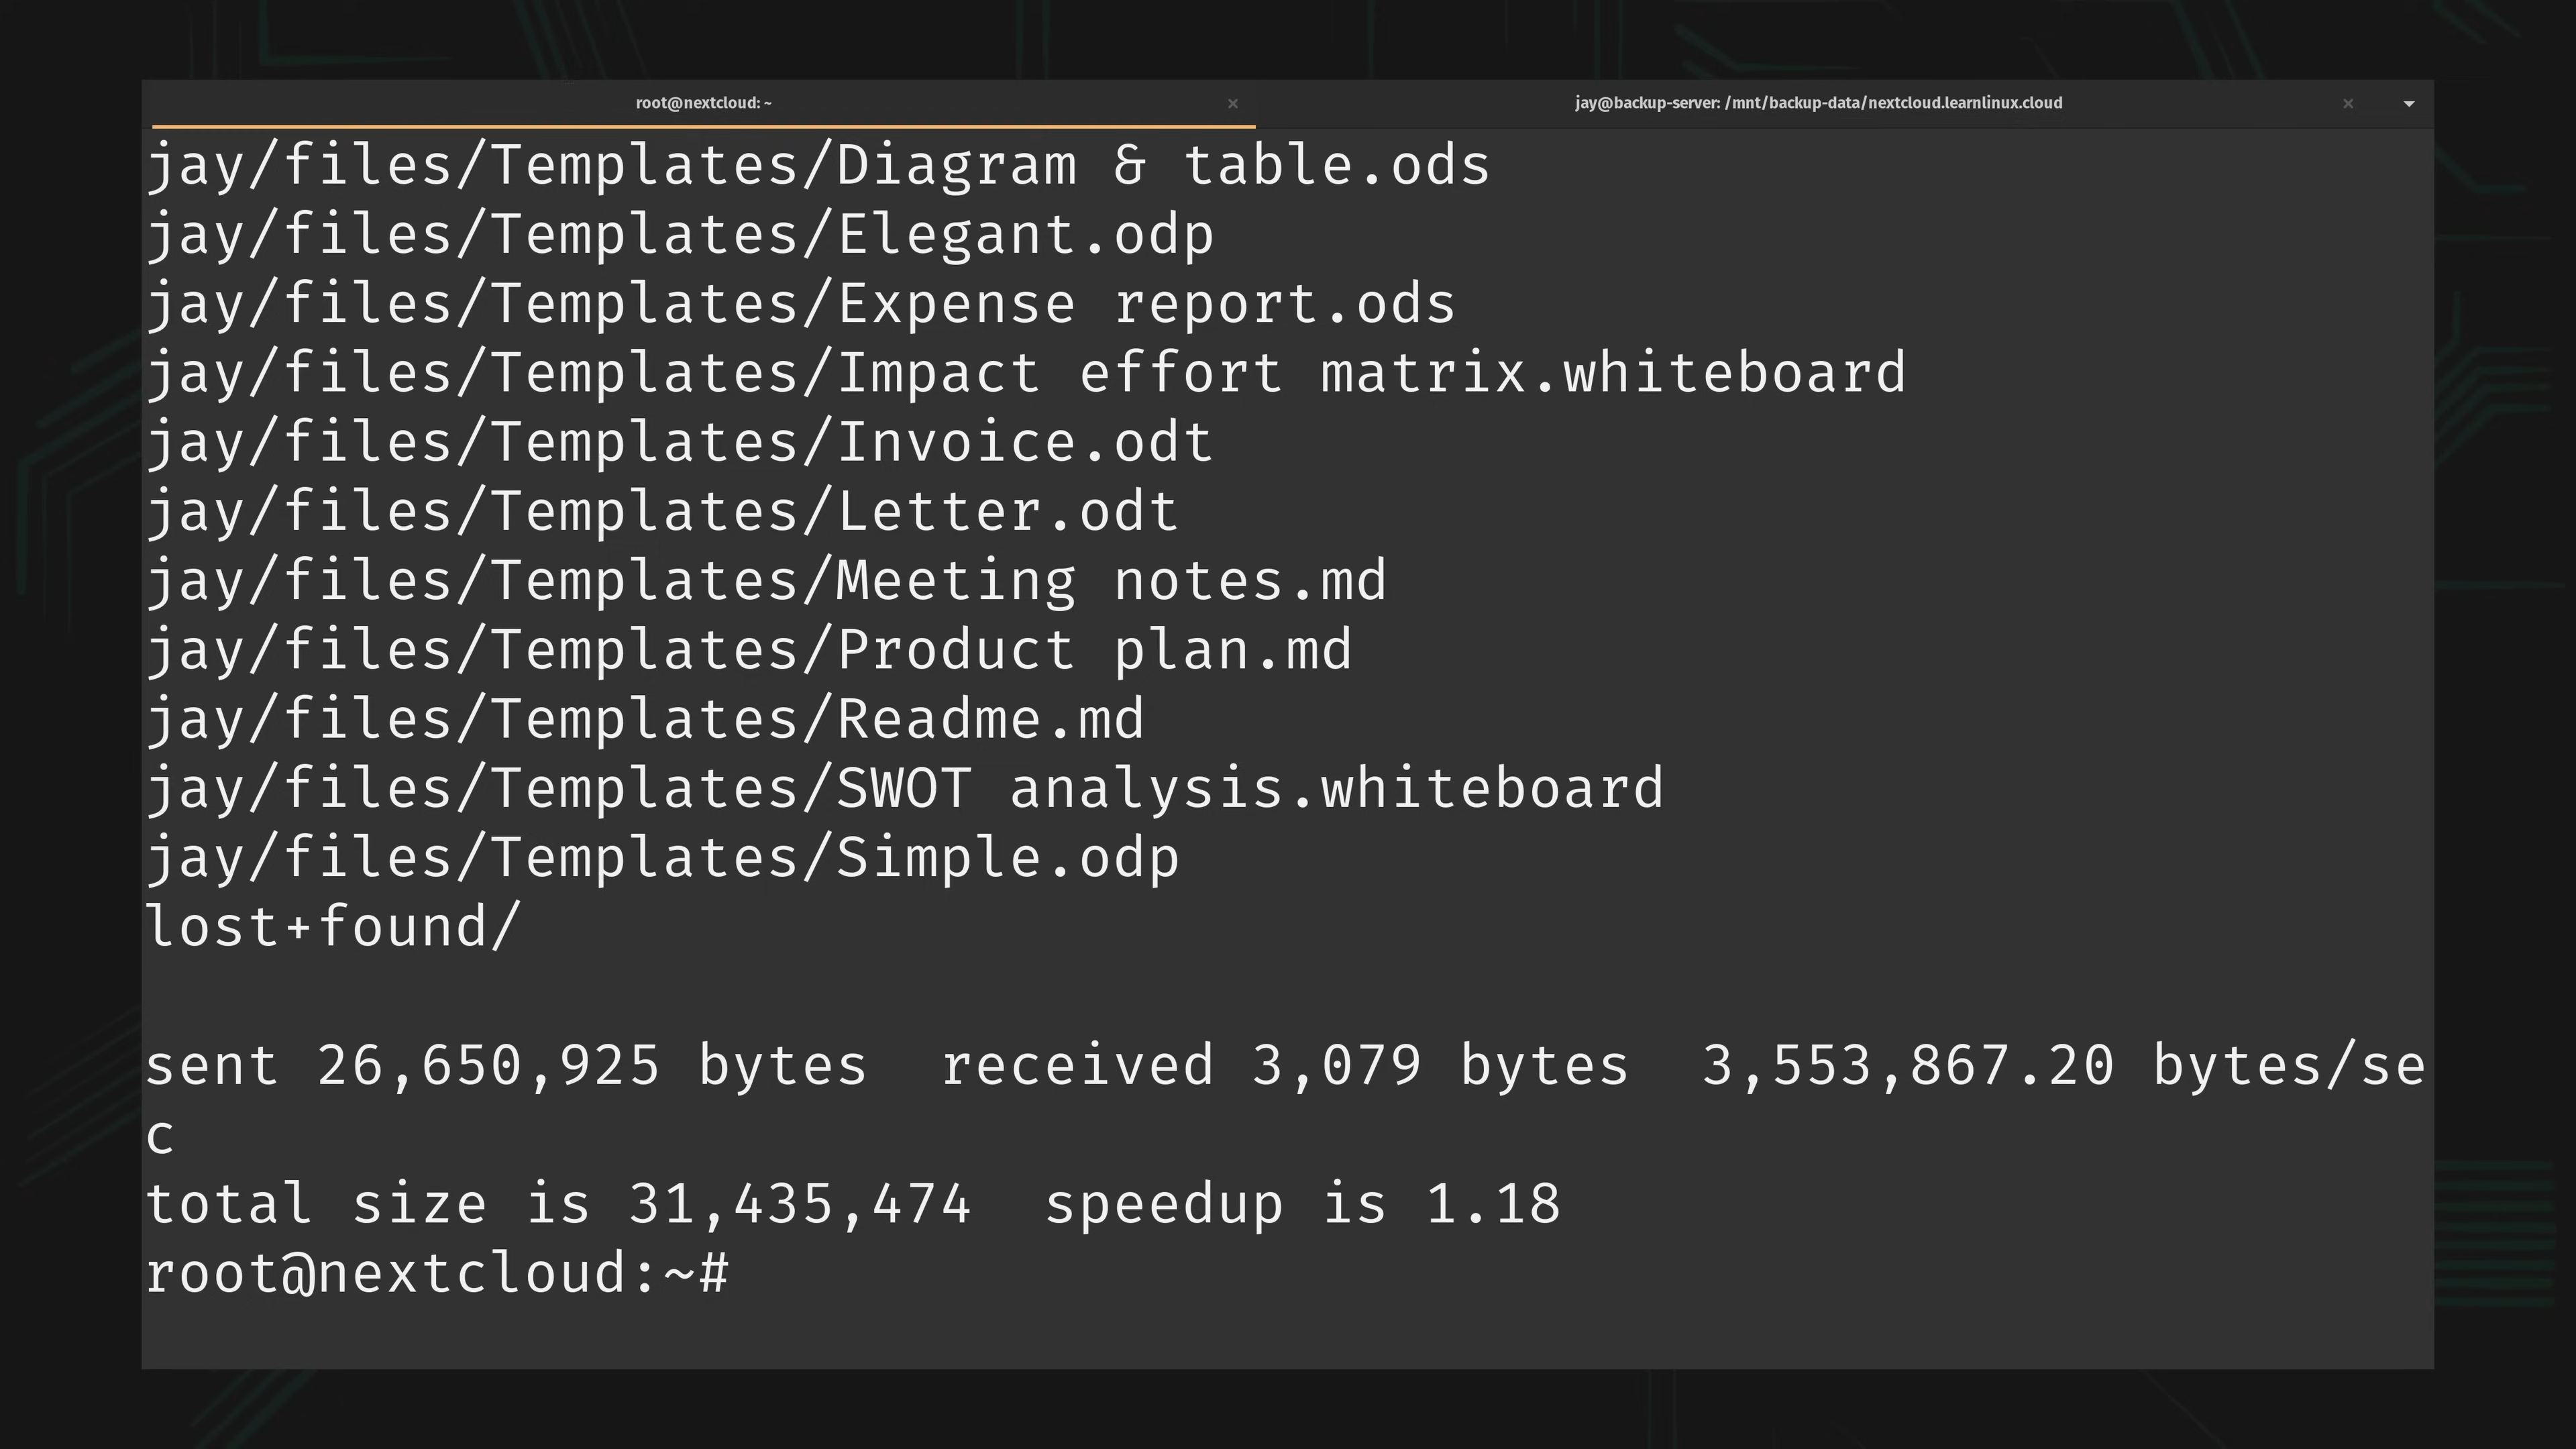 root@nextcloud: ~ × jay@backup-server: /mnt/backup-data/nextcloud.learnlinux.cloud ×
jay/files/Templates/Diagram & table.ods
jay/files/Templates/Elegant.odp
jay/files/Templates/Expense report.ods
jay/files/Templates/Impact effort matrix.whiteboard
jay/files/Templates/Invoice.odt
jay/files/Templates/Letter.odt
jay/files/Templates/Meeting notes.md
jay/files/Templates/Product plan.md
jay/files/Templates/Readme.md
jay/files/Templates/SWOT analysis.whiteboard
jay/files/Templates/Simple.odp
lost+found/
sent 26,650,925 bytes  received 3,079 bytes  3,553,867.20 bytes/se
c
total size is 31,435,474  speedup is 1.18
root@nextcloud:~#